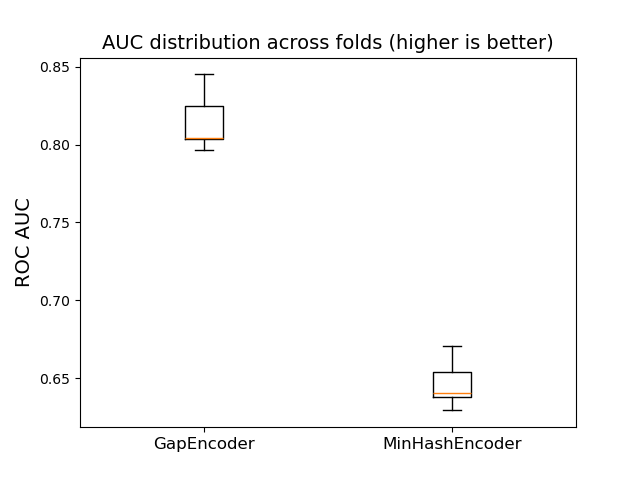 AUC distribution across folds (higher is better)
0.85
0.80
0.75
0.70
0.65
ROC AUC
GapEncoder
MinHashEncoder